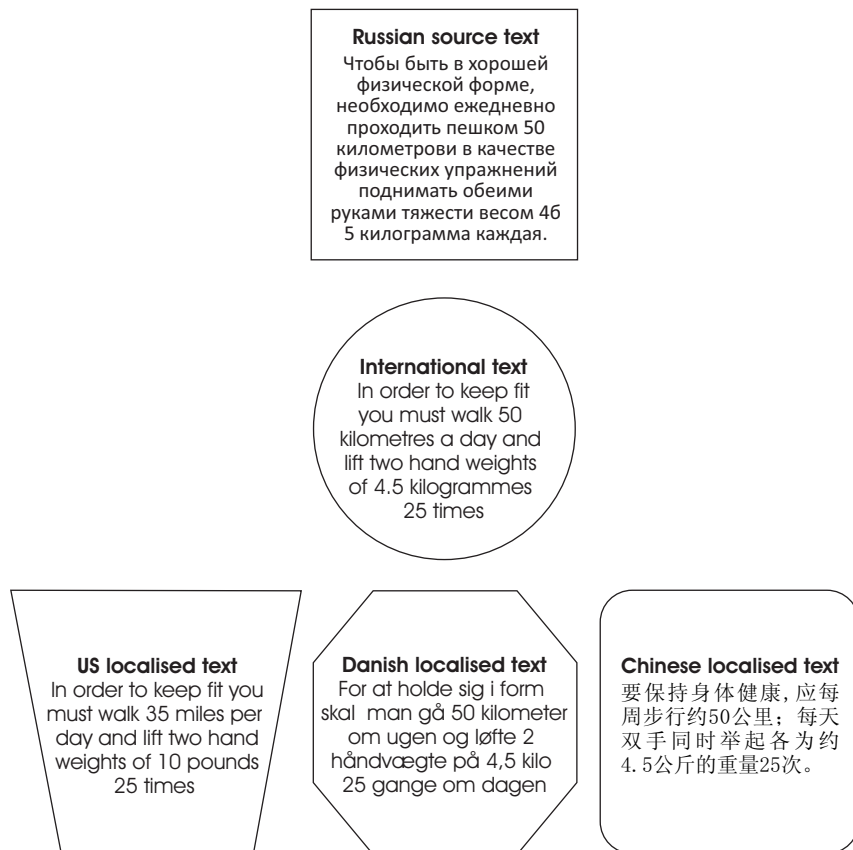 Russian source text
Чтобы быть в хорошей
физической форме,
необходимо ежедневно
проходить пешком 50
километрови в качестве
физических упражнений
поднимать обеими
руками тяжести весом 4б
5 килограмма каждая.
International text
In order to keep fit
you must walk 50
kilometres a day and
lift two hand weights
of 4.5 kilogrammes
25 times
US localised text
In order to keep fit you
must walk 35 miles per
day and lift two hand
weights of 10 pounds
25 times
Danish localised text
For at holde sig i form
skal man gå 50 kilometer
om ugen og løfte 2
håndvægte på 4,5 kilo
25 gange om dagen
Chinese localised text
要保持身体健康,应每
周步行约50公里；每天
双手同时举起各为约
4.5公斤的重量25次。